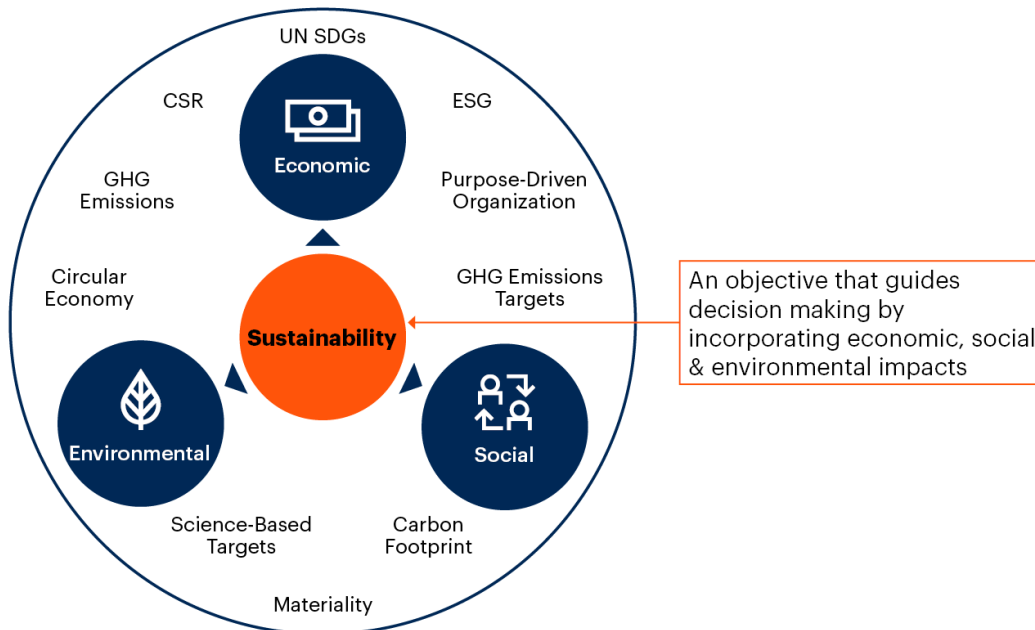 UN SDGs
CSR
ESG
Economic
GHG
Emissions
Purpose-Driven
Organization
Circular
Economy
GHG Emissions
Targets
Sustainability
An objective that guides
decision making by
incorporating economic, social
& environmental impacts
Environmental
Social
Science-Based
Targets
Carbon
Footprint
Materiality